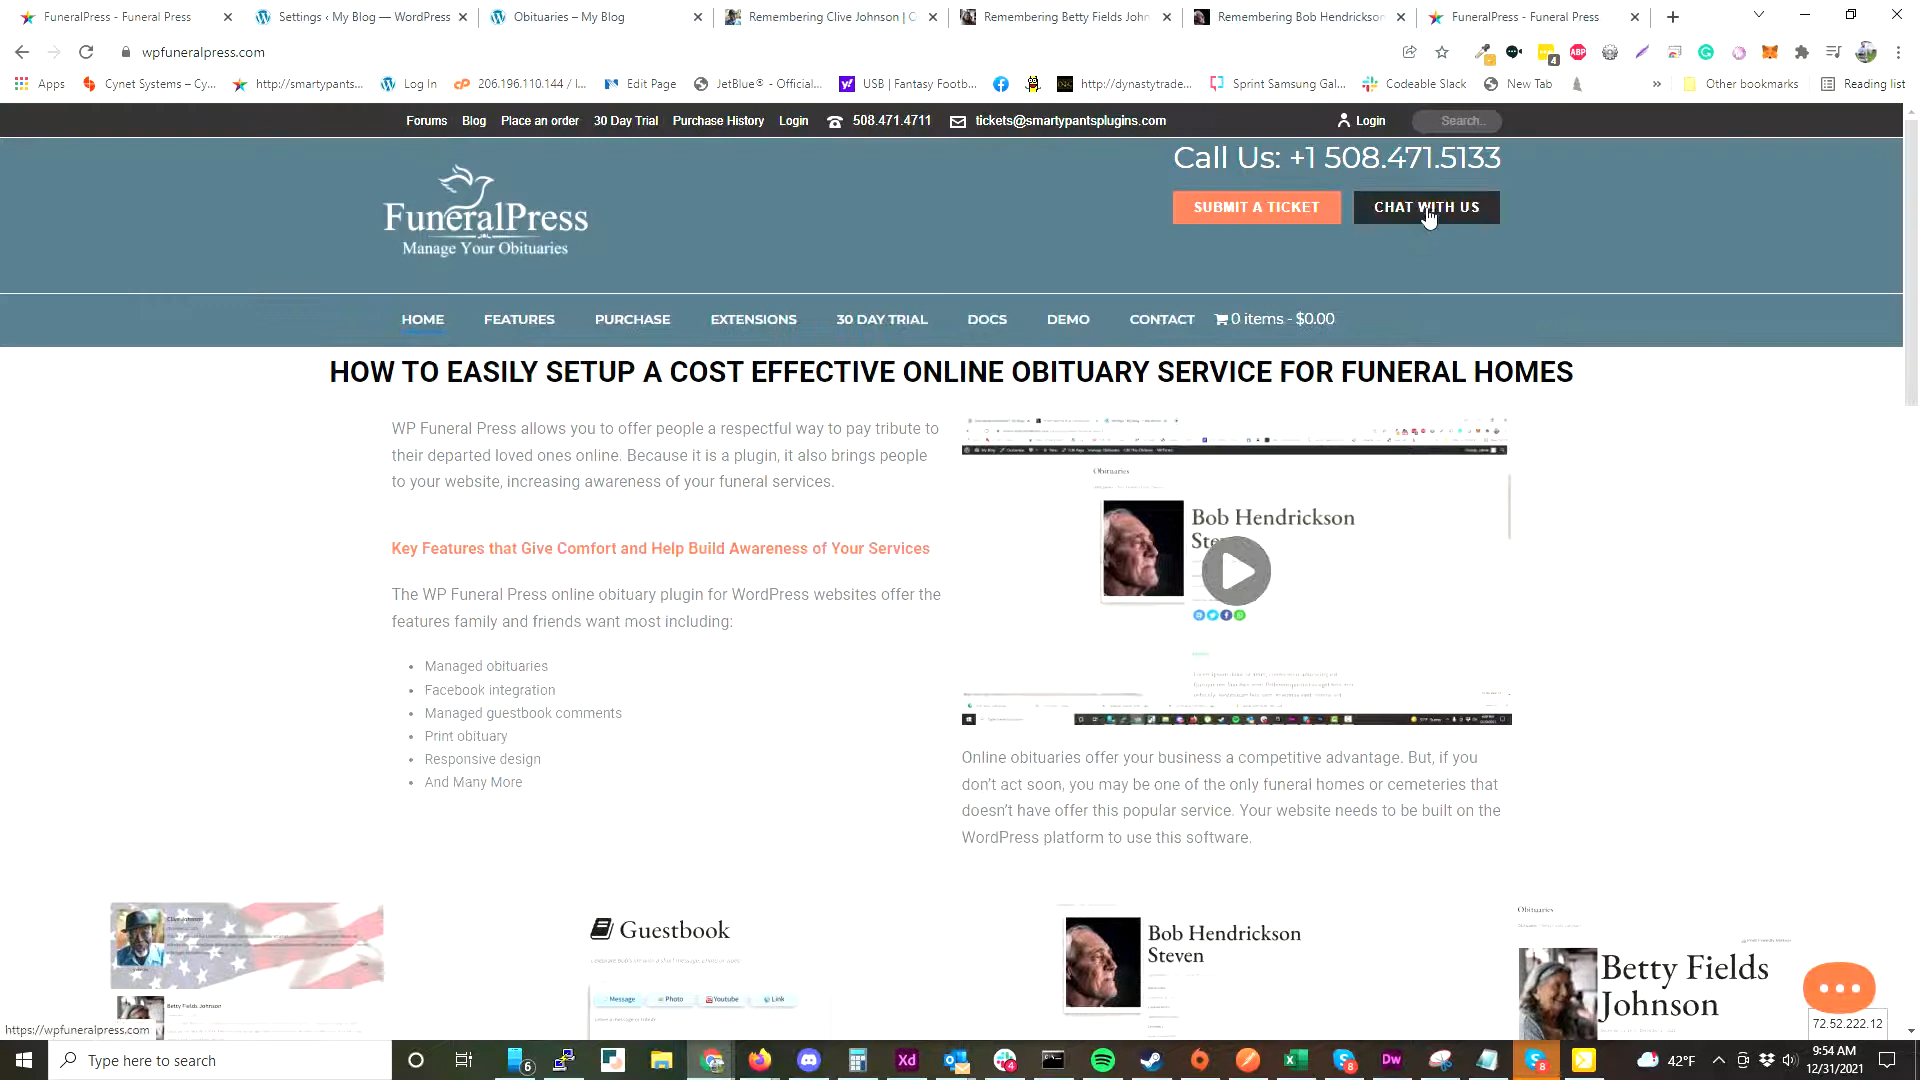 FuneralPress - Funeral Press
Settings ‹ My Blog — WordPress
Obituaries – My Blog
Remembering Clive Johnson | C
Remembering Betty Fields John
Remembering Bob Hendrickson
FuneralPress - Funeral Press
wpfuneralpress.com
4
ABP
Apps
Cynet Systems – Cy...
http://smartypants...
Log In
206.196.110.144 / l...
Edit Page
JetBlue® - Official...
USB | Fantasy Footb...
http://dynastytrade...
Sprint Samsung Gal...
Codeable Slack
New Tab
»
Other bookmarks
Reading list
Forums
Blog
Place an order
30 Day Trial
Purchase History
Login
508.471.4711
tickets@smartypantsplugins.com
Login
Search..
Call Us: +1 508.471.5133
SUBMIT A TICKET
CHAT WITH US
FuneralPress
Manage Your Obituaries
HOME
FEATURES
PURCHASE
EXTENSIONS
30 DAY TRIAL
DOCS
DEMO
CONTACT
0 items - $0.00
HOW TO EASILY SETUP A COST EFFECTIVE ONLINE OBITUARY SERVICE FOR FUNERAL HOMES
WP Funeral Press allows you to offer people a respectful way to pay tribute to
their departed loved ones online. Because it is a plugin, it also brings people
to your website, increasing awareness of your funeral services.
Key Features that Give Comfort and Help Build Awareness of Your Services
The WP Funeral Press online obituary plugin for WordPress websites offer the
features family and friends want most including:
• Managed obituaries
• Facebook integration
• Managed guestbook comments
• Print obituary
• Responsive design
• And Many More
Obituaries
Bob Hendrickson
Online obituaries offer your business a competitive advantage. But, if you
don't act soon, you may be one of the only funeral homes or cemeteries that
doesn't have offer this popular service. Your website needs to be built on the
WordPress platform to use this software.
Clive Johnson
Betty Fields Johnson
Guestbook
Message
Photo
Youtube
Link
Bob Hendrickson
Steven
Obituaries
Betty Fields
Johnson
https://wpfuneralpress.com
72.52.222.12
Type here to search
6
Xd
4
8
Dw
8
42°F
9:54 AM
12/31/2021